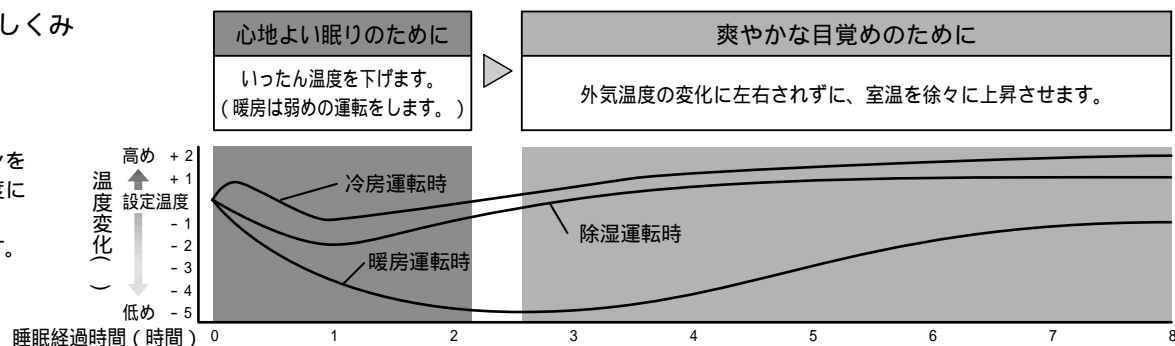 しくみ
心地よい眠りのために
いったん温度を下げます。
(暖房は弱めの運転をします。)
爽やかな目覚めのために
外気温度の変化に左右されずに、室温を徐々に上昇させます。
を
度に
す。
温度変化( )
高め +2
+1
設定温度
-1
-2
-3
-4
低め -5
冷房運転時
除湿運転時
暖房運転時
睡眠経過時間(時間) 0 1 2 3 4 5 6 7 8